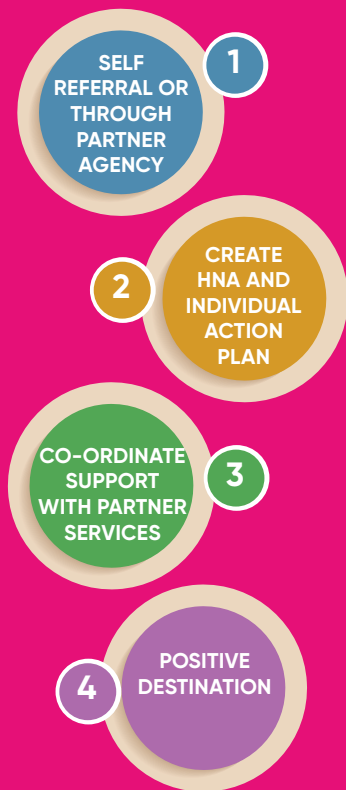 SELF
REFERRAL OR
THROUGH
PARTNER
AGENCY
1
CREATE
HNA AND
INDIVIDUAL
ACTION
PLAN
2
CO-ORDINATE
SUPPORT
WITH PARTNER
SERVICES
3
POSITIVE
DESTINATION
4